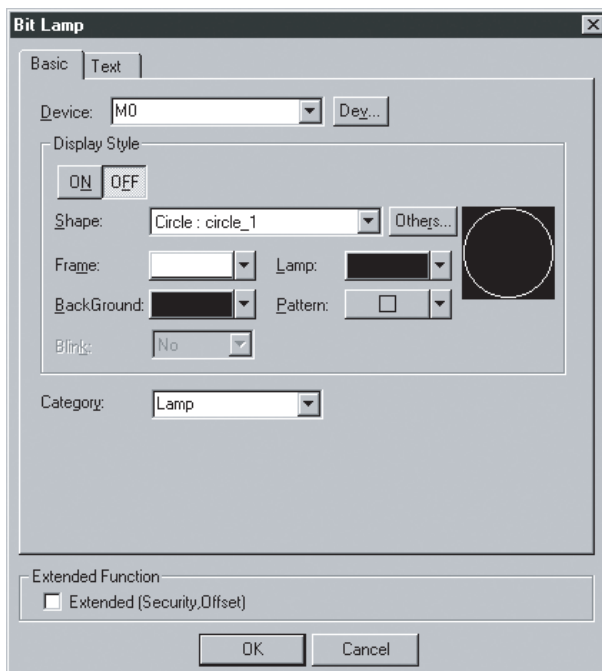 Bit Lamp
Basic Text
Device: M0 Dev...
Display Style
ON OFF
Shape: Circle : circle_1 Others...
Frame: Lamp:
BackGround: Pattern:
Blink: No
Category: Lamp
Extended Function
Extended (Security,Offset)
OK Cancel